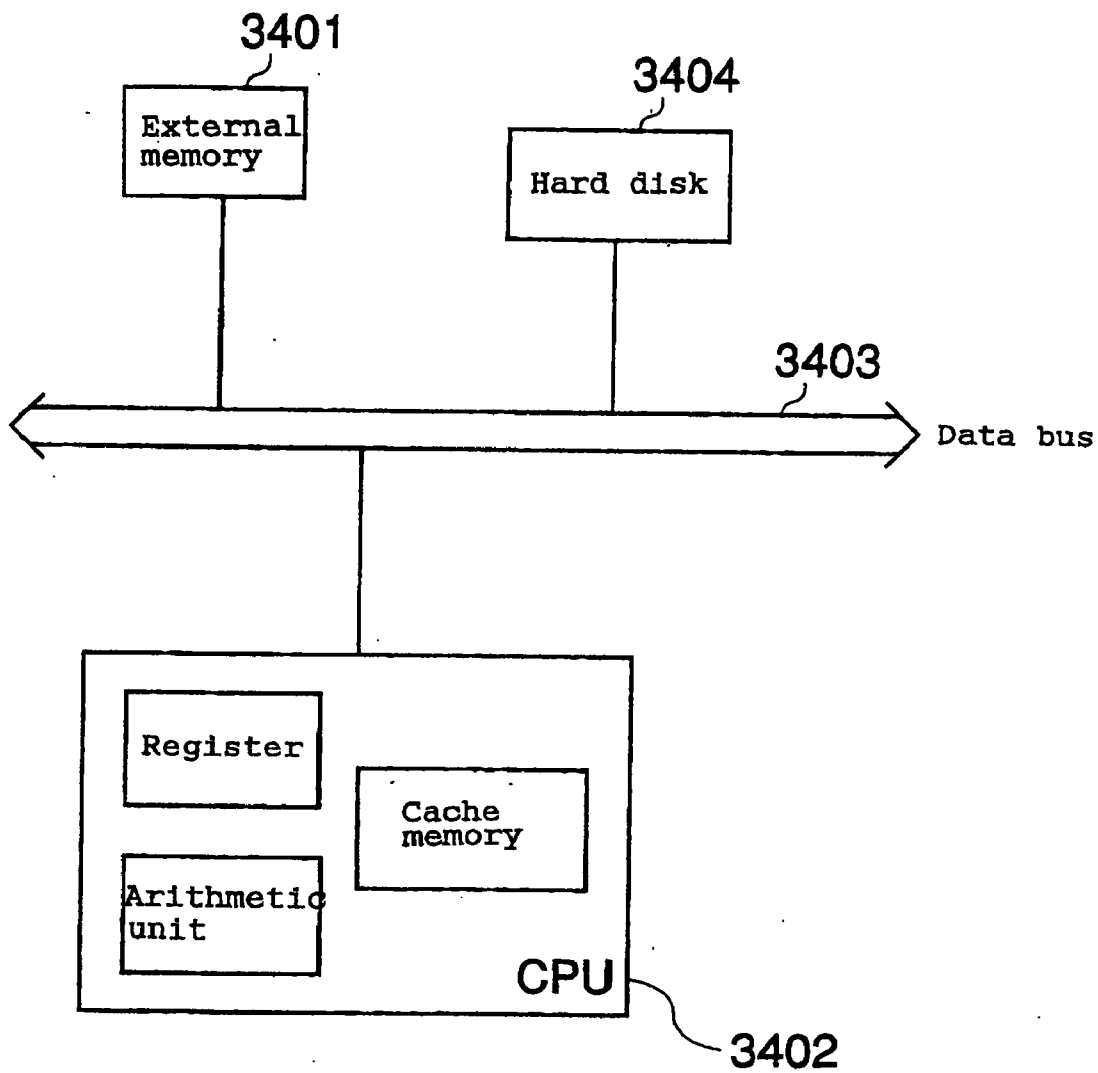 3401
External
memory
3404
Hard disk
3403
Data bus
Register
Cache
memory
Arithmetic
unit
CPU
3402